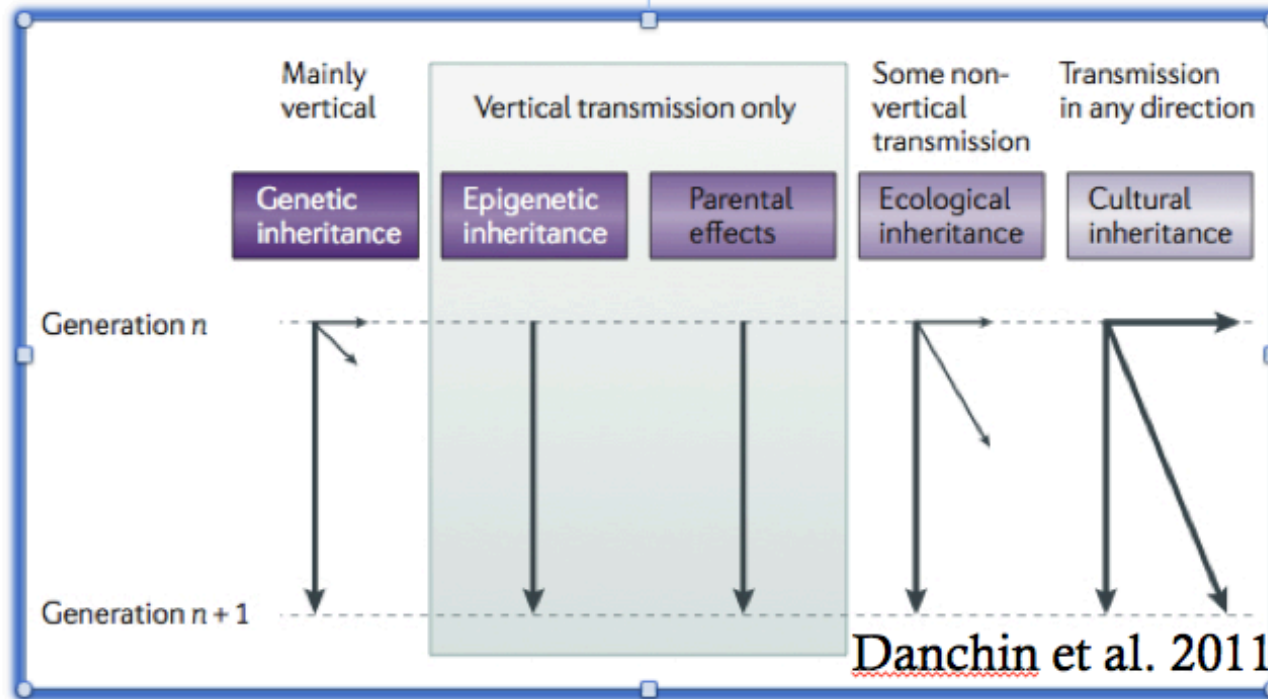 Mainly
vertical
Vertical transmission only
Some non-
vertical
transmission
Transmission
in any direction
Genetic
inheritance
Epigenetic
inheritance
Parental
effects
Ecological
inheritance
Cultural
inheritance
Generation n
Generation n + 1
Danchin et al. 2011